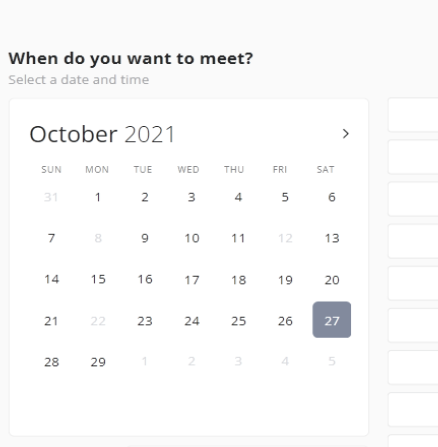 When do you want to meet?
Select a date and time
October 2021
SUN MON TUE WED THU FRI SAT
31 1 2 3 4 5 6
7 8 9 10 11 12 13
14 15 16 17 18 19 20
21 22 23 24 25 26 27
28 29 1 2 3 4 5